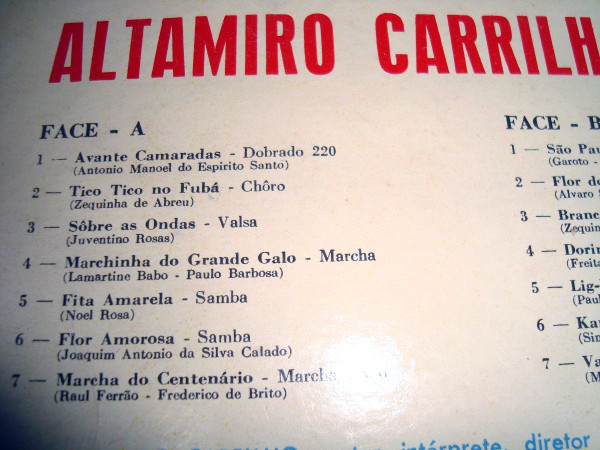 ALTAMIRO CARRILH
FACE - A
1 — Avante Camaradas - Dobrado 220
(Antonio Manoel do Espirito Santo)
2 — Tico Tico no Fubá - Chôro
(Zequinha de Abreu)
3 — Sôbre as Ondas - Valsa
(Juventino Rosas)
4 — Marchinha do Grande Galo - Marcha
(Lamartine Babo - Paulo Barbosa)
5 — Fita Amarela - Samba
(Noel Rosa)
6 — Flor Amorosa - Samba
(Joaquim Antonio da Silva Calado)
7 — Marcha do Centenário - Marcha
(Raul Ferrão - Frederico de Brito)
FACE - B
1 — São Pau
(Garoto -
2 — Flor de
(Alvaro
3 — Branc
(Zequin
4 — Dorin
(Freita
5 — Lig-
(Paul
6 — Ka
(Sin
7 — Va
(M
intérprete, diretor